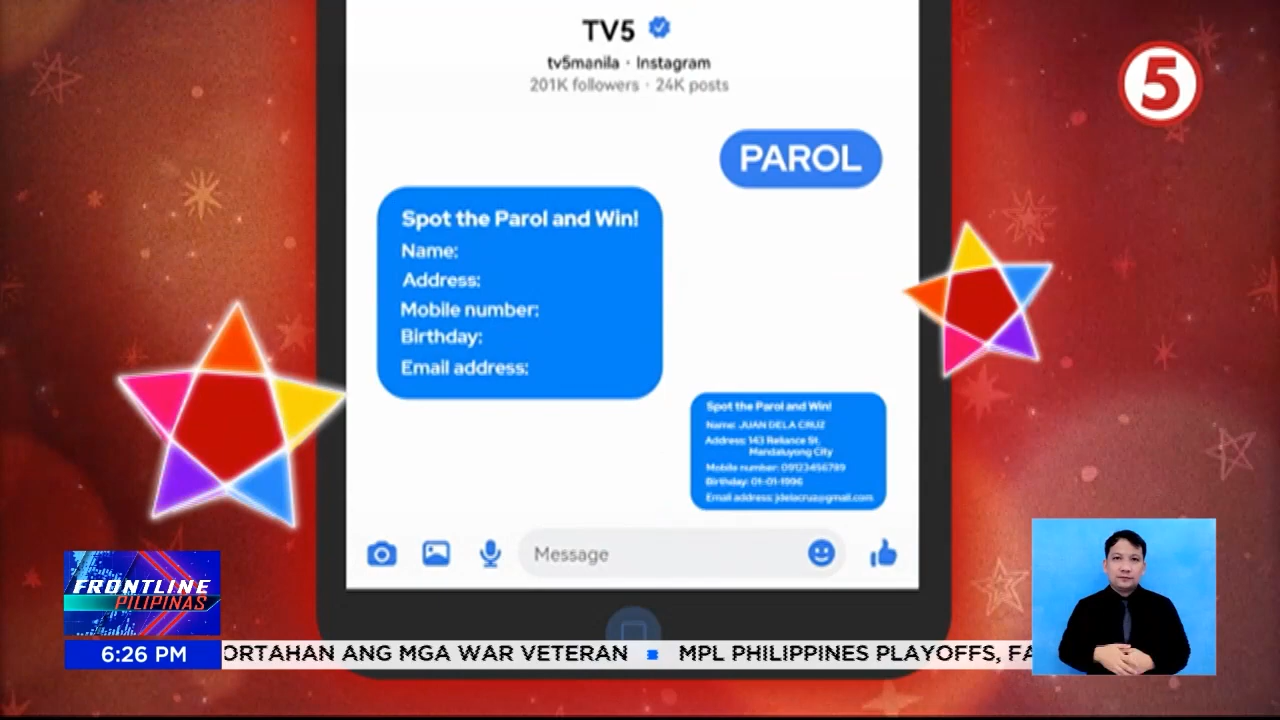 TV5
tv5manila · Instagram
201K followers · 24K posts
5
PAROL
Spot the Parol and Win!
Name:
Address:
Mobile number:
Birthday:
Email address:
Spot the Parol and Win!
Name: JUAN DELA CRUZ
Address: 143 Reliance St.
Mandaluyong City
Mobile number: 09123456789
Birthday: 01-01-1996
Email address: jdelacruz@gmail.com
Message
FRONTLINE
PILIPINAS
6:26 PM
ORTAHAN ANG MGA WAR VETERAN ▪ MPL PHILIPPINES PLAYOFFS, FA